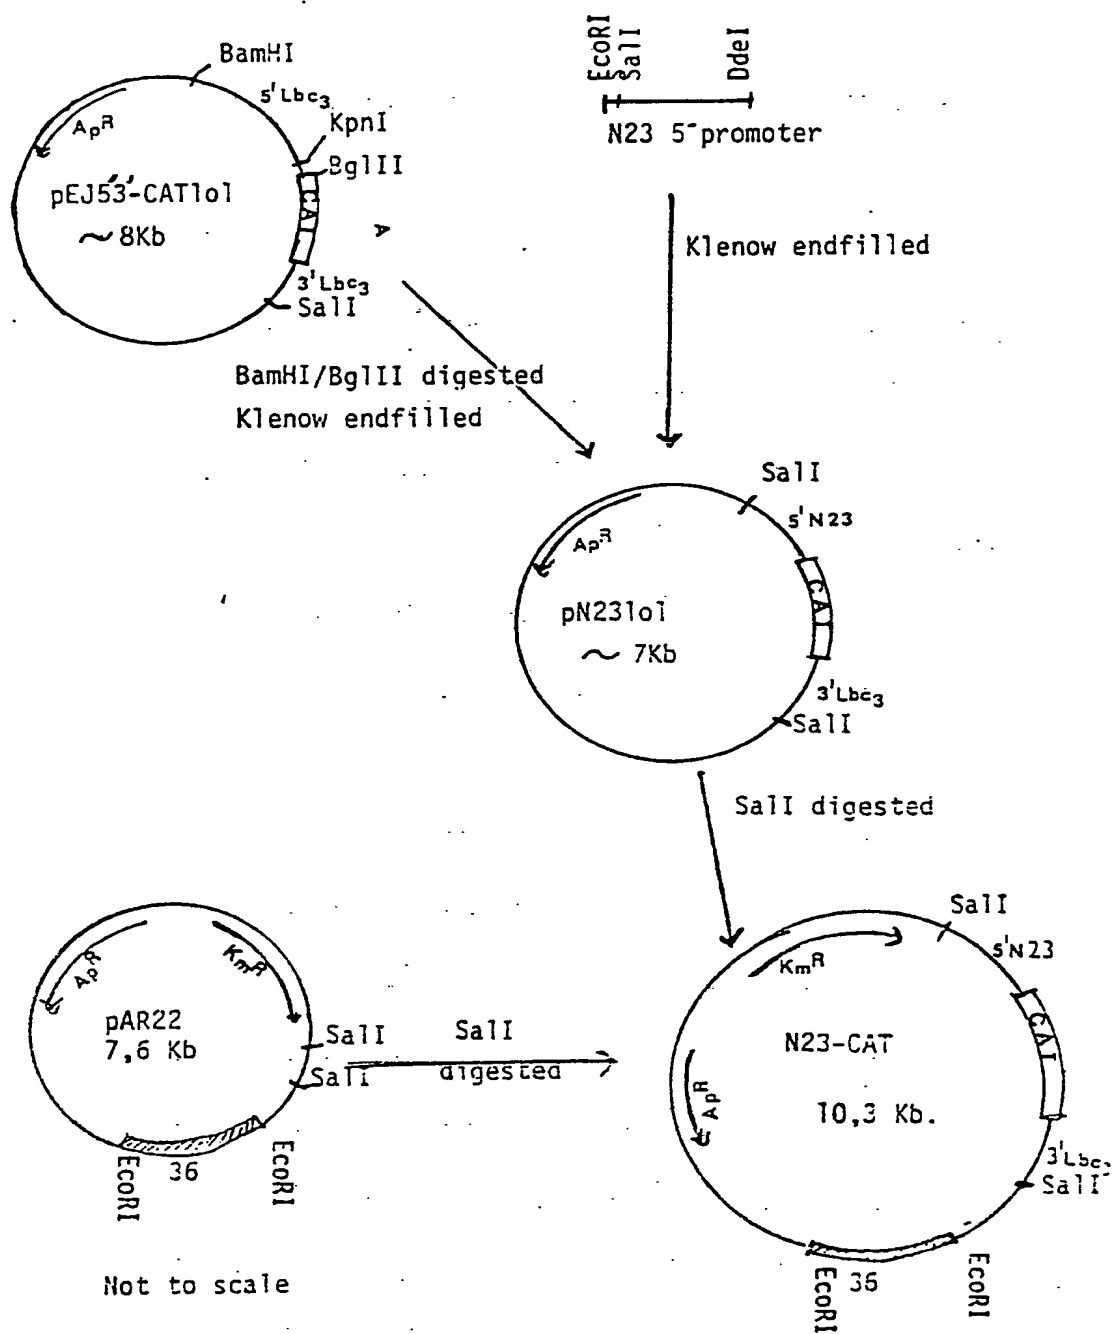 BamHI
5'Lbc3
KpnI
BglII
ApR
pEJ5'3'-CAT101
~ 8Kb
CAT
A
3'Lbc3
SalI
EcoRI
SalI
DdeI
N23 5-promoter
Klenow endfilled
BamHI/BglII digested
Klenow endfilled
SalI
5'N23
ApR
CAT
pN23101
~ 7Kb
3'Lbc3
SalI
SalI digested
ApR
KmR
pAR22
7,6 Kb
SalI
SalI
EcoRI
36
EcoRI
SalI
digested
SalI
5'N23
KmR
CAT
N23-CAT
10,3 Kb.
ApR
3'Lbc3
SalI
EcoRI
36
EcoRI
Not to scale